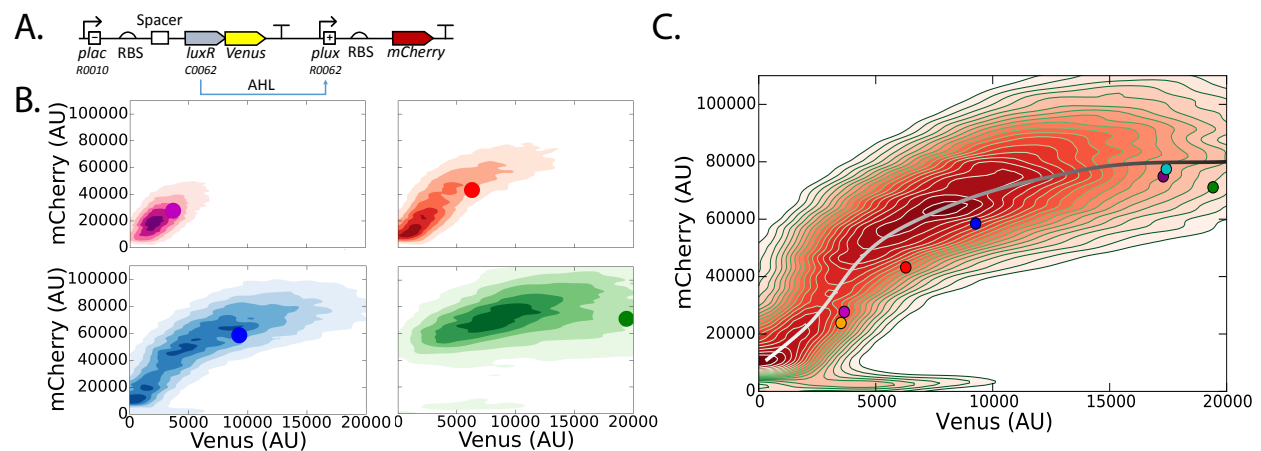 A.
Spacer
plac RBS luxR Venus plux RBS mCherry
R0010 C0062 R0062
AHL
B.
mCherry (AU)
100000
80000
60000
40000
20000
0
mCherry (AU)
100000
80000
60000
40000
20000
0
0 5000 10000 15000 20000
Venus (AU)
0 5000 10000 15000 20000
Venus (AU)
C.
mCherry (AU)
100000
80000
60000
40000
20000
0
0 5000 10000 15000 20000
Venus (AU)